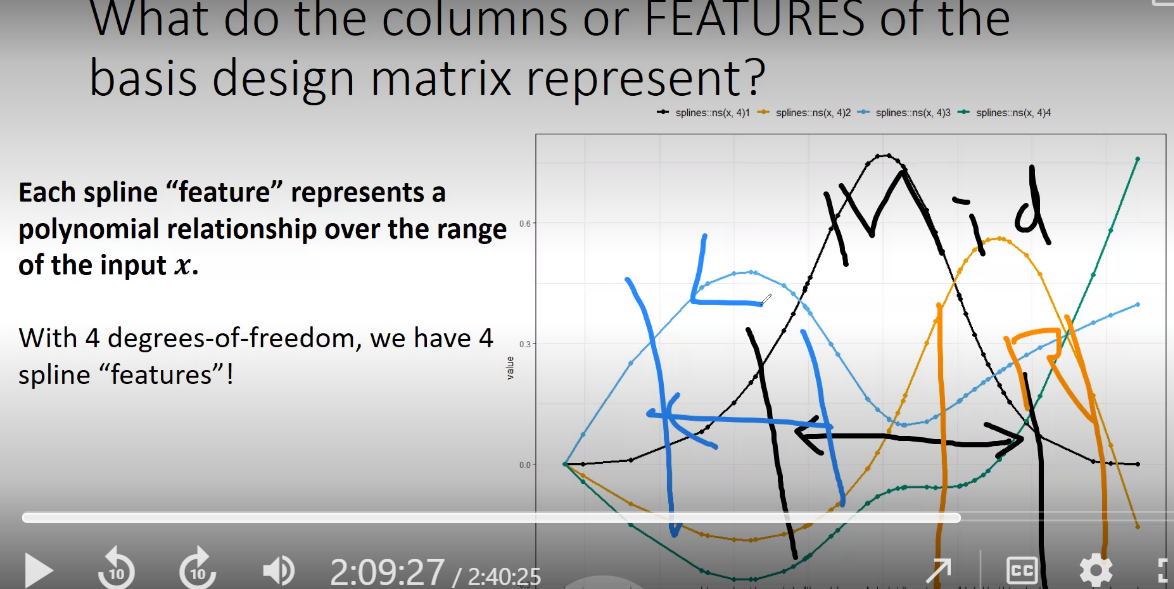 What do the columns or FEATURES of the
basis design matrix represent?
splines::ns(x, 4)1 splines::ns(x, 4)2 splines::ns(x, 4)3 splines::ns(x, 4)4
Each spline “feature” represents a
polynomial relationship over the range
of the input x.
With 4 degrees-of-freedom, we have 4
spline “features”!
0.6
0.3
0.0
value
Mid
L
R
10
10
2:09:27 / 2:40:25
CC